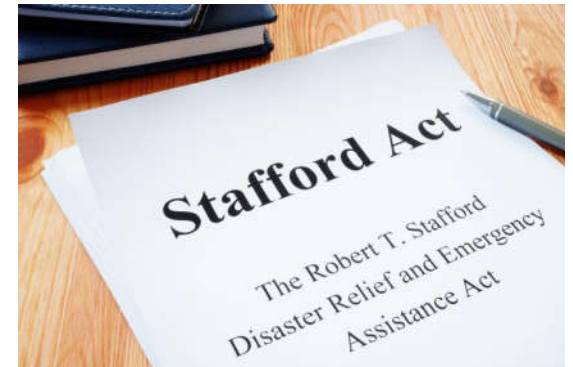 Stafford Act
The Robert T. Stafford
Disaster Relief and Emergency
Assistance Act